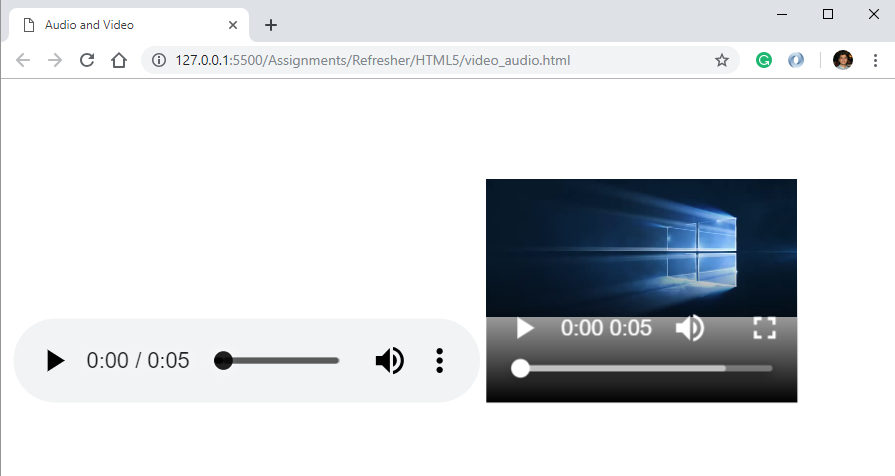 Audio and Video
127.0.0.1:5500/Assignments/Refresher/HTML5/video_audio.html
0:00 / 0:05
0:00 0:05